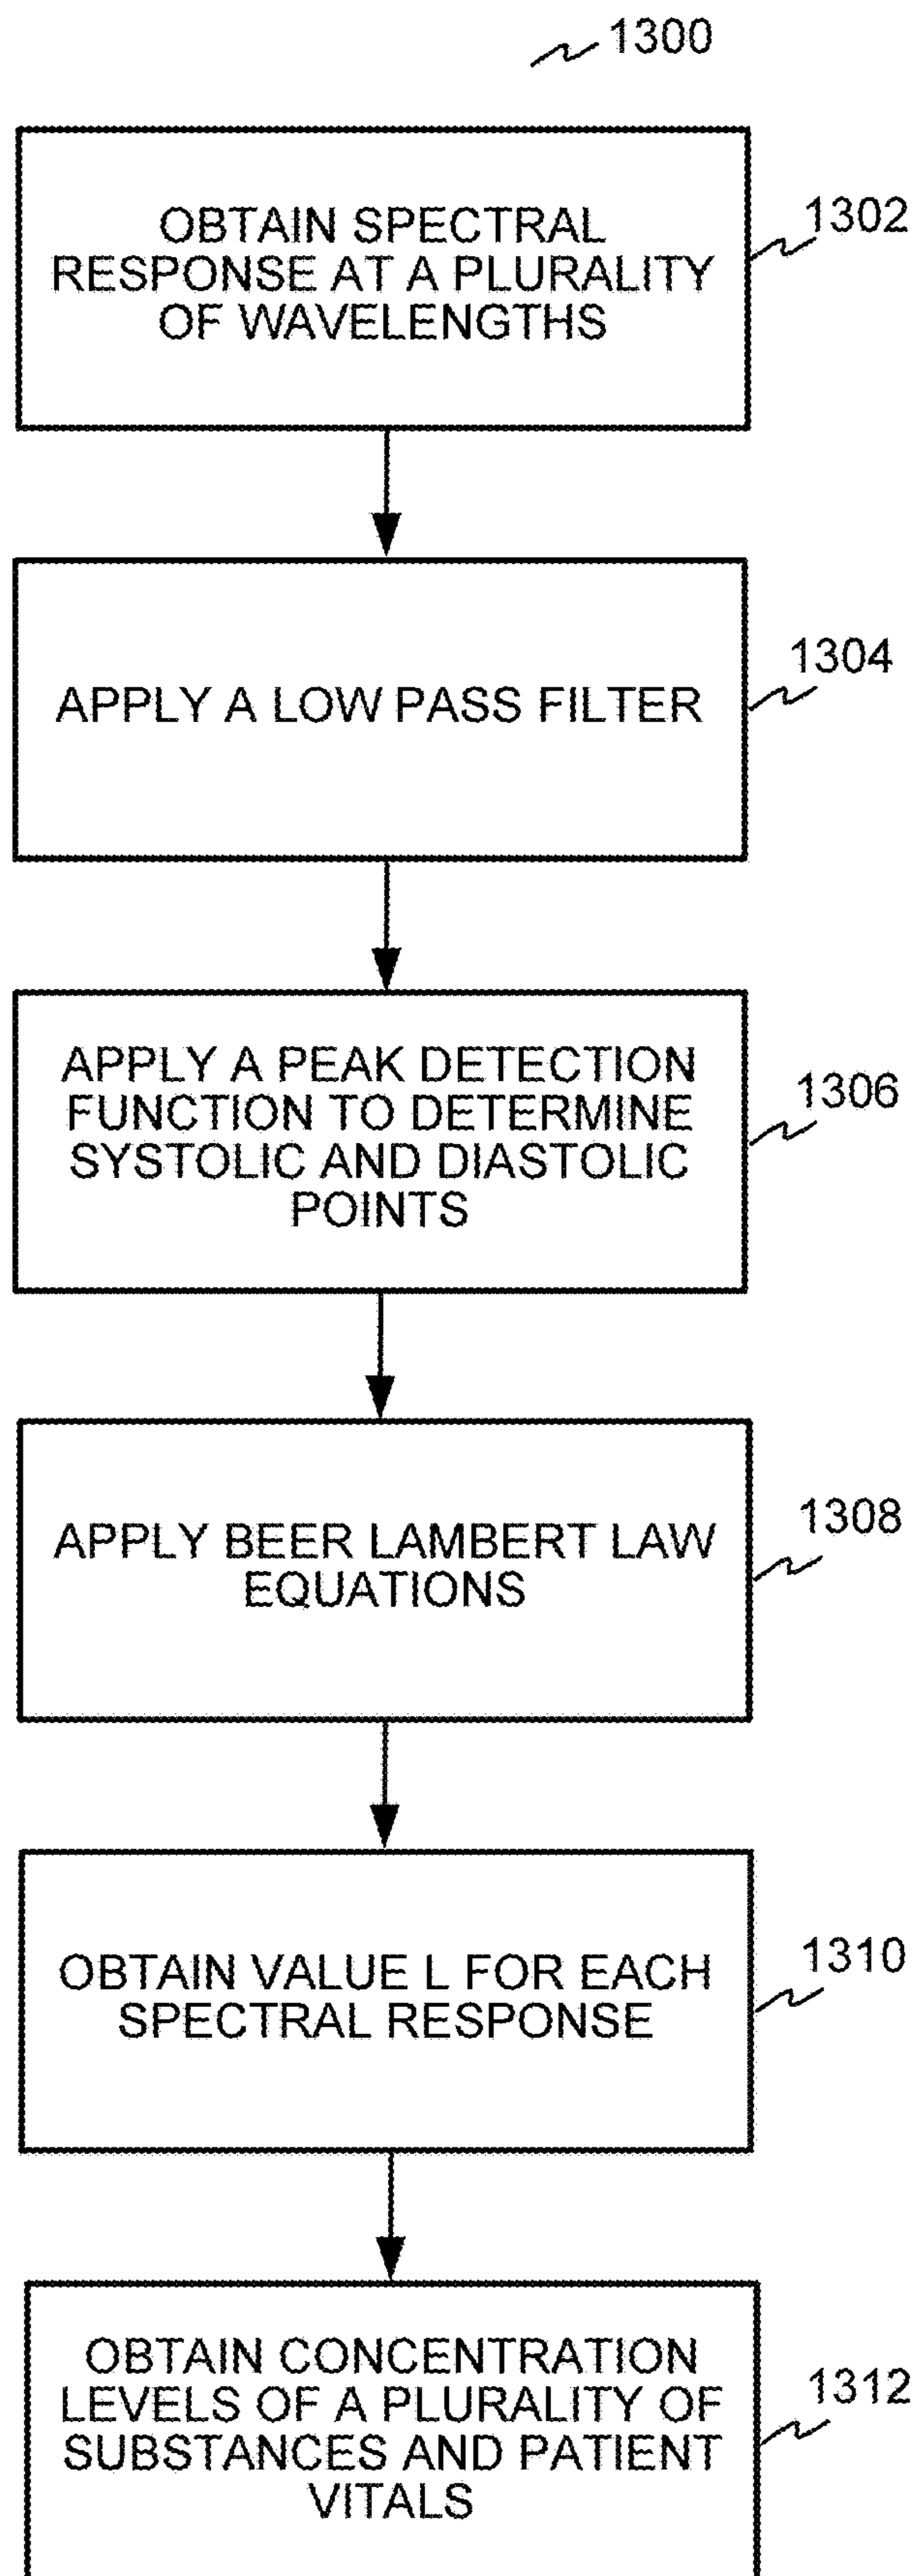 1300
OBTAIN SPECTRAL
RESPONSE AT A PLURALITY
OF WAVELENGTHS
1302
APPLY A LOW PASS FILTER
1304
APPLY A PEAK DETECTION
FUNCTION TO DETERMINE
SYSTOLIC AND DIASTOLIC
POINTS
1306
APPLY BEER LAMBERT LAW
EQUATIONS
1308
OBTAIN VALUE L FOR EACH
SPECTRAL RESPONSE
1310
OBTAIN CONCENTRATION
LEVELS OF A PLURALITY OF
SUBSTANCES AND PATIENT
VITALS
1312